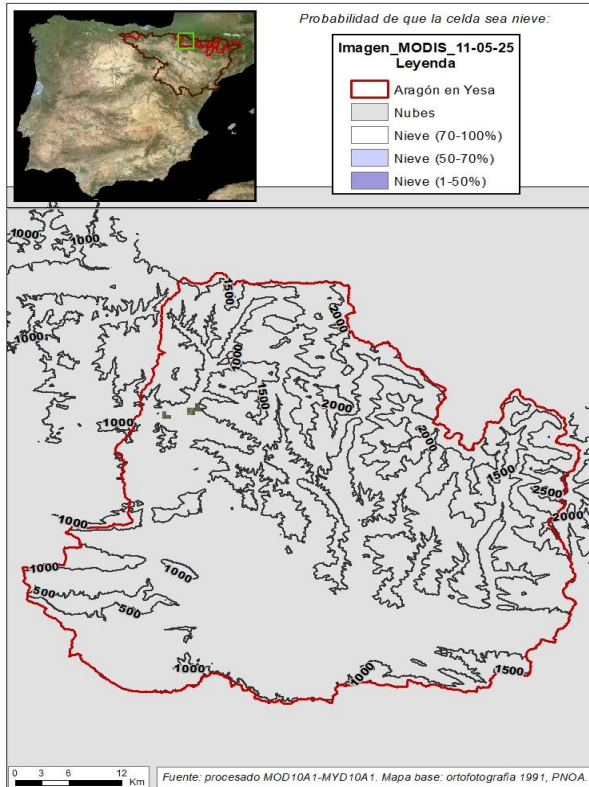 Probabilidad de que la celda sea nieve:
Imagen_MODIS_11-05-25
Leyenda
Aragón en Yesa
Nubes
Nieve (70-100%)
Nieve (50-70%)
Nieve (1-50%)
1000
1000
1000
1500
2000
1000
1500
2000
1000
2000
1500
2500
2000
1000
1000
1000
500
500
1000
1000
1500
0 3 6 12
Km
Fuente: procesado MOD10A1-MYD10A1. Mapa base: ortofotografia 1991, PNOA.